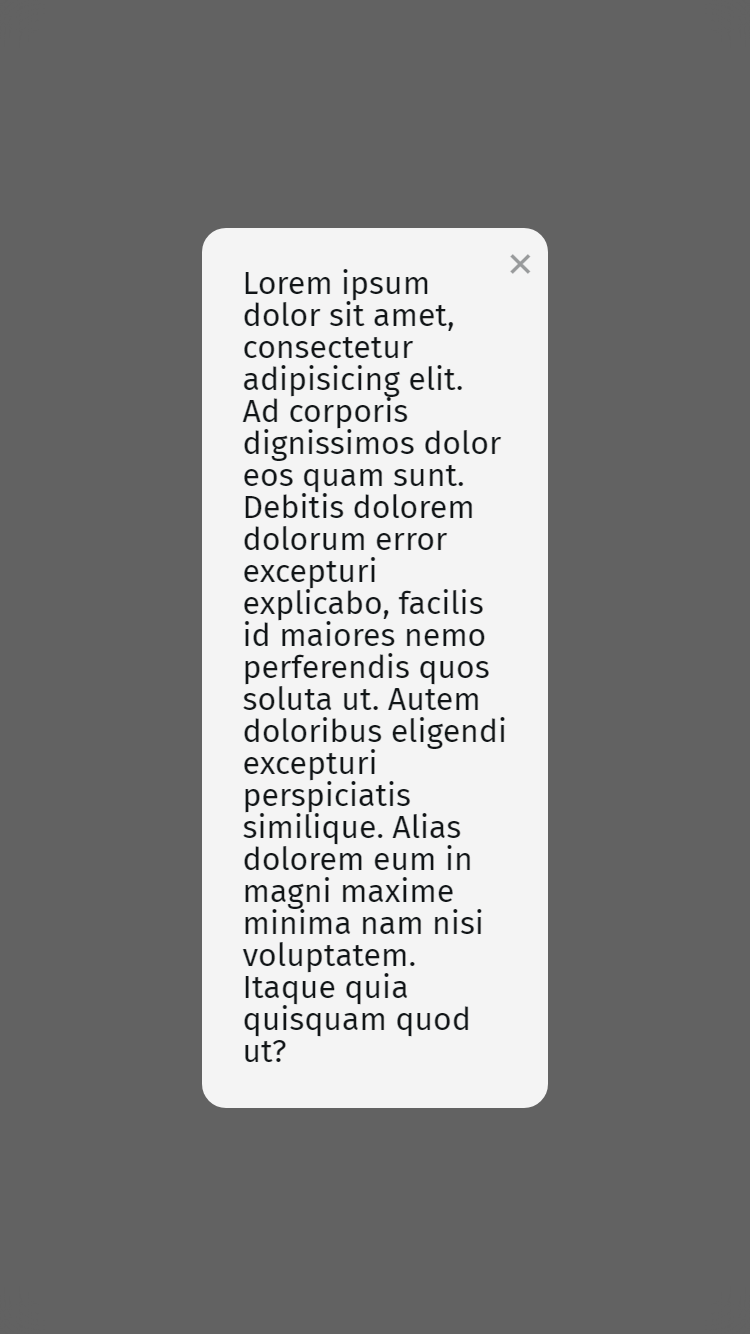 Lorem ipsum
dolor sit amet,
consectetur
adipisicing elit.
Ad corporis
dignissimos dolor
eos quam sunt.
Debitis dolorem
dolorum error
excepturi
explicabo, facilis
id maiores nemo
perferendis quos
soluta ut. Autem
doloribus eligendi
excepturi
perspiciatis
similique. Alias
dolorem eum in
magni maxime
minima nam nisi
voluptatem.
Itaque quia
quisquam quod
ut?